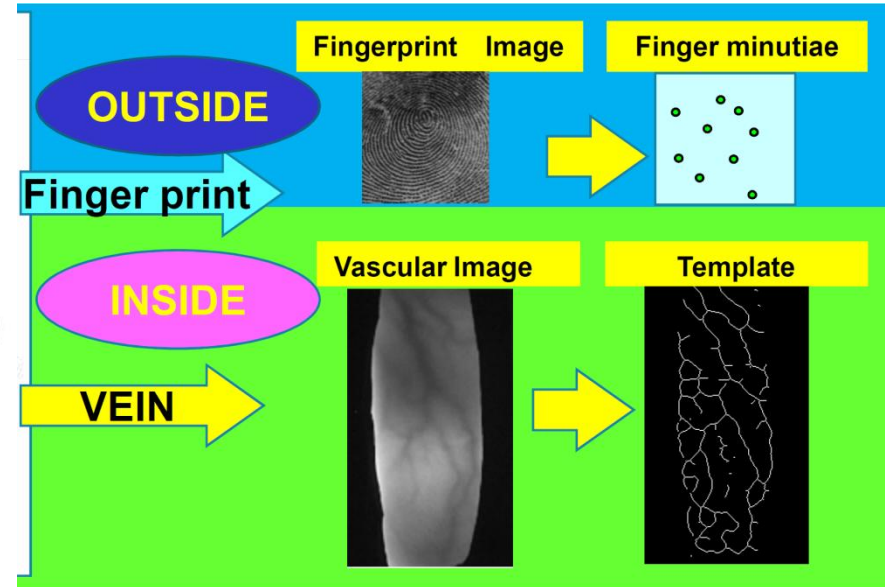 Fingerprint Image
Finger minutiae
OUTSIDE
Finger print
Vascular Image
Template
INSIDE
VEIN